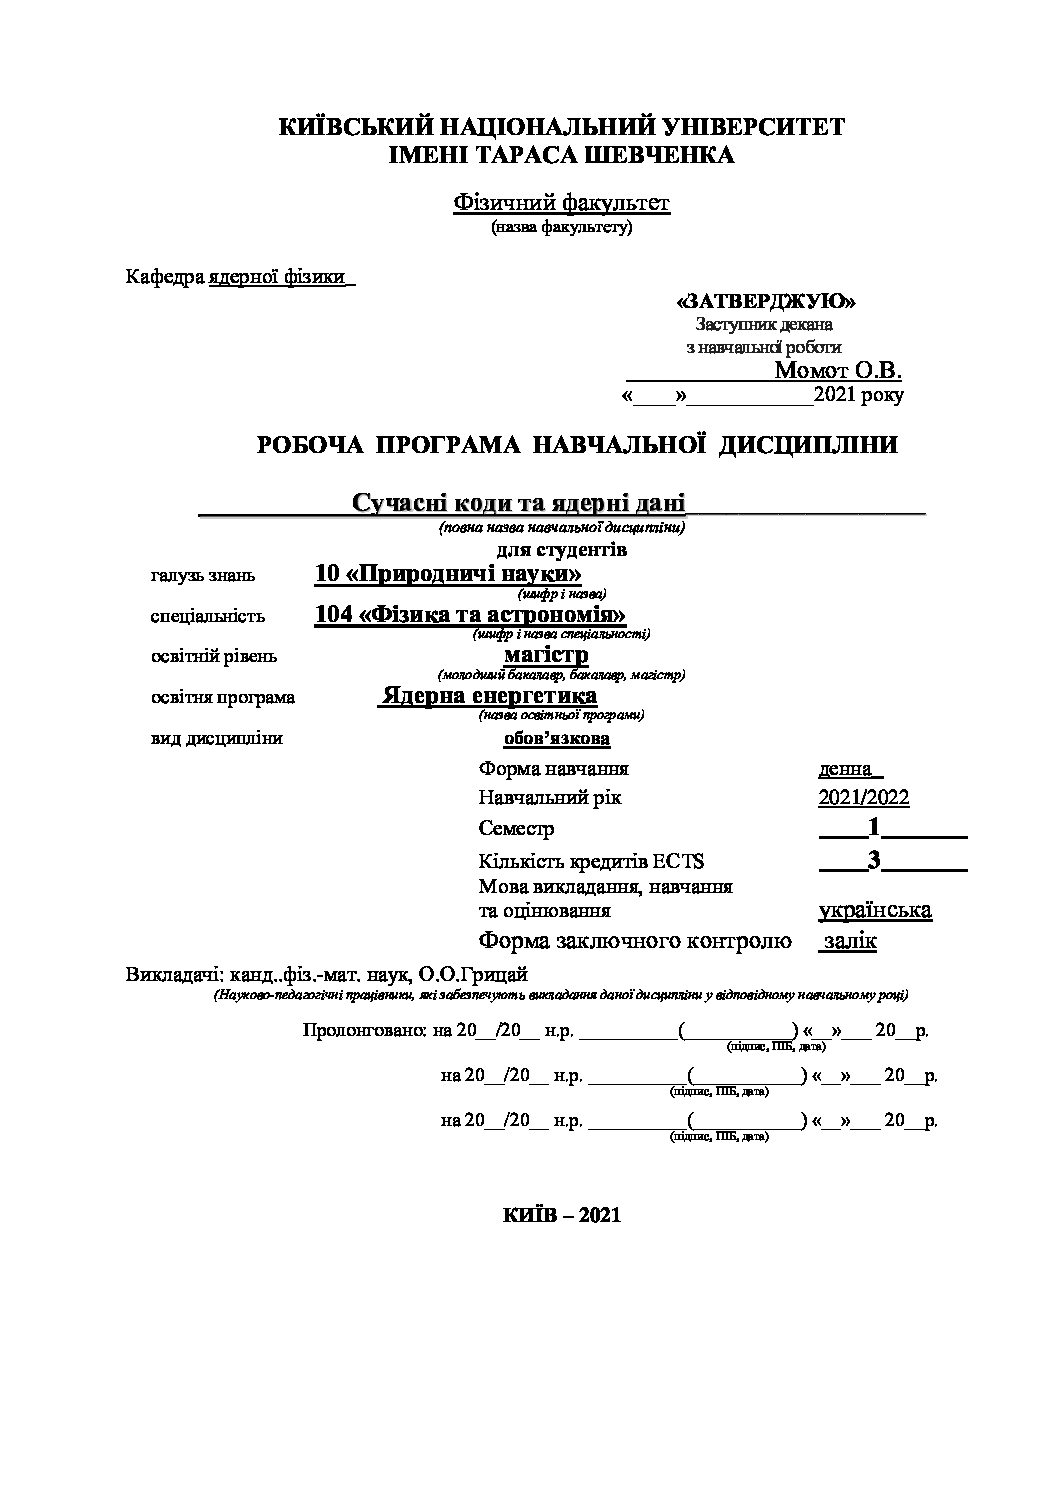 КИЇВСЬКИЙ НАЦІОНАЛЬНИЙ УНІВЕРСИТЕТ
ІМЕНІ ТАРАСА ШЕВЧЕНКА
Фізичний факультет
(назва факультету)
Кафедра ядерної фізики_
«ЗАТВЕРДЖУЮ»
Заступник декана
з навчальної роботи
______________Момот О.В.
«____»____________2021 року
РОБОЧА ПРОГРАМА НАВЧАЛЬНОЇ ДИСЦИПЛІНИ
___________Сучасні коди та ядерні дані_________________
(повна назва навчальної дисципліни)
для студентів
галузь знань 10 «Природничі науки»
(шифр і назва)
спеціальність 104 «Фізика та астрономія»
(шифр і назва спеціальності)
освітній рівень магістр
(молодший бакалавр, бакалавр, магістр)
освітня програма Ядерна енергетика
(назва освітньої програми)
вид дисципліни обов’язкова
Форма навчання денна_
Навчальний рік 2021/2022
Семестр ____1_______
Кількість кредитів ECTS ____3_______
Мова викладання, навчання
та оцінювання українська
Форма заключного контролю залік
Викладачі: канд..фіз.-мат. наук, О.О.Грицай
(Науково-педагогічні працівники, які забезпечують викладання даної дисципліни у відповідному навчальному році)
Пролонговано: на 20__/20__ н.р. __________(___________) «__»___ 20__р.
(підпис, ПІБ, дата)
на 20__/20__ н.р. __________(___________) «__»___ 20__р.
(підпис, ПІБ, дата)
на 20__/20__ н.р. __________(___________) «__»___ 20__р.
(підпис, ПІБ, дата)
КИЇВ – 2021